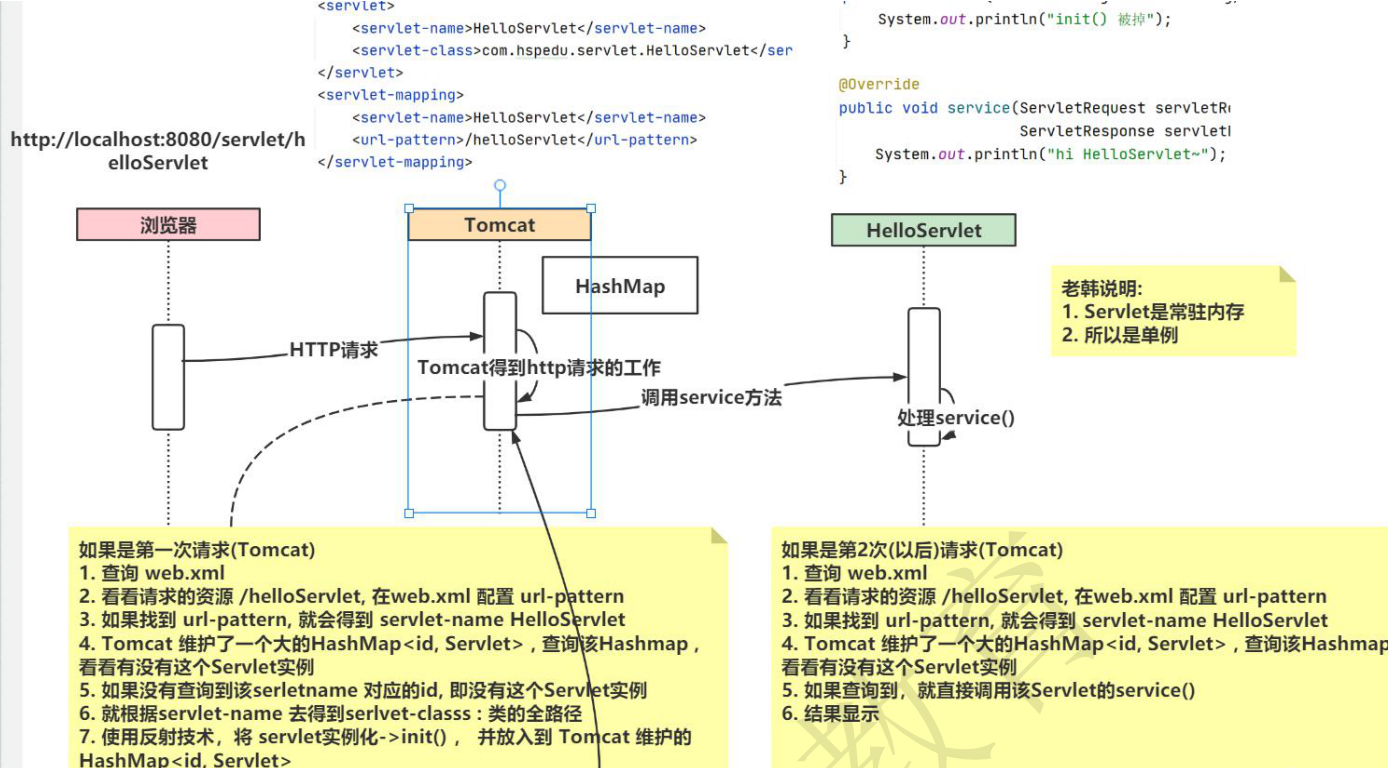 <servlet>
<servlet-name>HelloServlet</servlet-name>
<servlet-class>com.hspedu.servlet.HelloServlet</ser
</servlet>
<servlet-mapping>
<servlet-name>HelloServlet</servlet-name>
<url-pattern>/helloServlet</url-pattern>
</servlet-mapping>
System.out.println("init() 被掉");
}
@Override
public void service(ServletRequest servletRe
ServletResponse servletR
System.out.println("hi HelloServlet~");
}
http://localhost:8080/servlet/h
elloServlet
浏览器
Tomcat
HelloServlet
HashMap
老韩说明:
1. Servlet是常驻内存
2. 所以是单例
HTTP请求
Tomcat得到http请求的工作
调用service方法
处理service()
如果是第一次请求(Tomcat)
1. 查询 web.xml
2. 看看请求的资源 /helloServlet, 在web.xml 配置 url-pattern
3. 如果找到 url-pattern, 就会得到 servlet-name HelloServlet
4. Tomcat 维护了一个大的HashMap<id, Servlet> , 查询该Hashmap ,
看看有没有这个Servlet实例
5. 如果没有查询到该serletname 对应的id, 即没有这个Servlet实例
6. 就根据servlet-name 去得到serlvet-classs : 类的全路径
7. 使用反射技术，将 servlet实例化->init() ， 并放入到 Tomcat 维护的
HashMap<id, Servlet>
如果是第2次(以后)请求(Tomcat)
1. 查询 web.xml
2. 看看请求的资源 /helloServlet, 在web.xml 配置 url-pattern
3. 如果找到 url-pattern, 就会得到 servlet-name HelloServlet
4. Tomcat 维护了一个大的HashMap<id, Servlet> , 查询该Hashmap
看看有没有这个Servlet实例
5. 如果查询到，就直接调用该Servlet的service()
6. 结果显示
教育